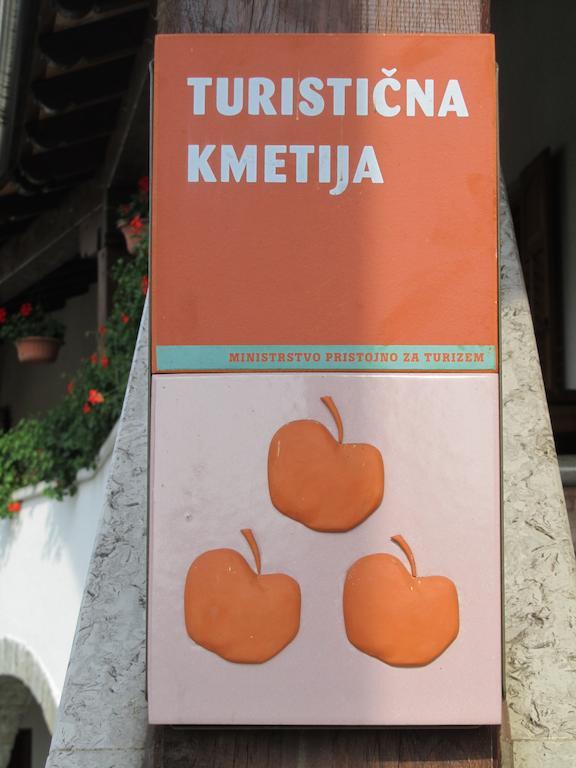 TURISTIČNA
KMETIJA
MINISTRSTVO PRISTOJNO ZA TURIZEM